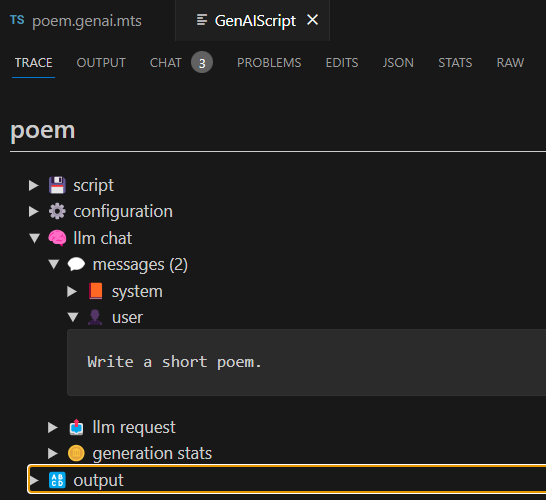 TS poem.genai.mts GenAIScript
TRACE OUTPUT CHAT 3 PROBLEMS EDITS JSON STATS RAW
poem
script
configuration
llm chat
messages (2)
system
user
Write a short poem.
llm request
generation stats
output